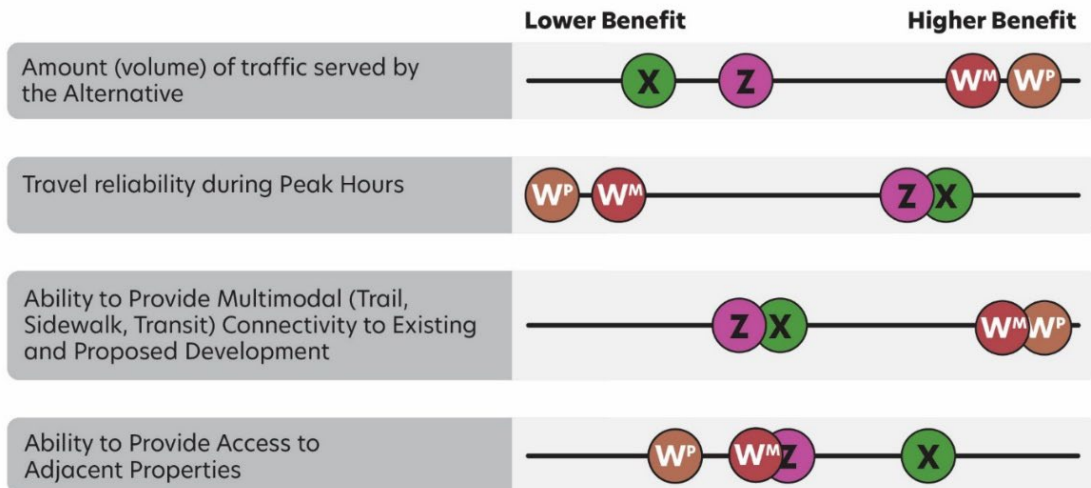 Lower Benefit Higher Benefit
Amount (volume) of traffic served by
the Alternative
X Z Wᴹ Wᴾ
Travel reliability during Peak Hours
Wᴾ Wᴹ Z X
Ability to Provide Multimodal (Trail,
Sidewalk, Transit) Connectivity to Existing
and Proposed Development
Z X Wᴹ Wᴾ
Ability to Provide Access to
Adjacent Properties
Wᴾ Wᴹ Z X